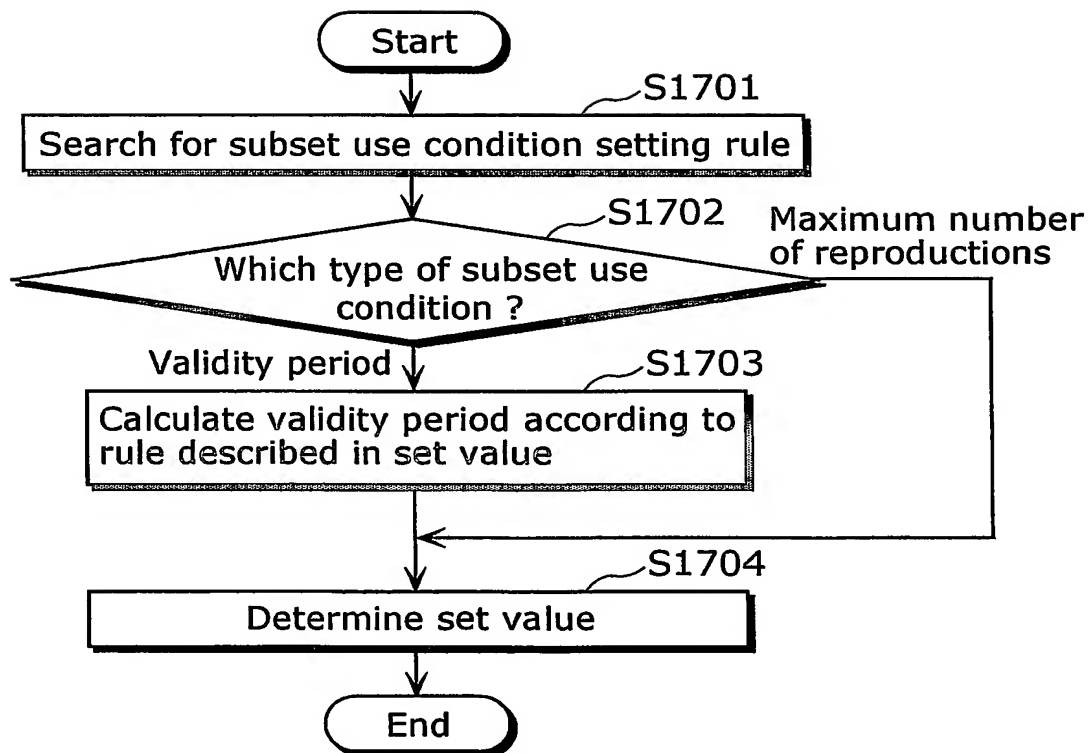 Start
S1701
Search for subset use condition setting rule
S1702
Maximum number
of reproductions
Which type of subset use
condition ?
Validity period
S1703
Calculate validity period according to
rule described in set value
S1704
Determine set value
End